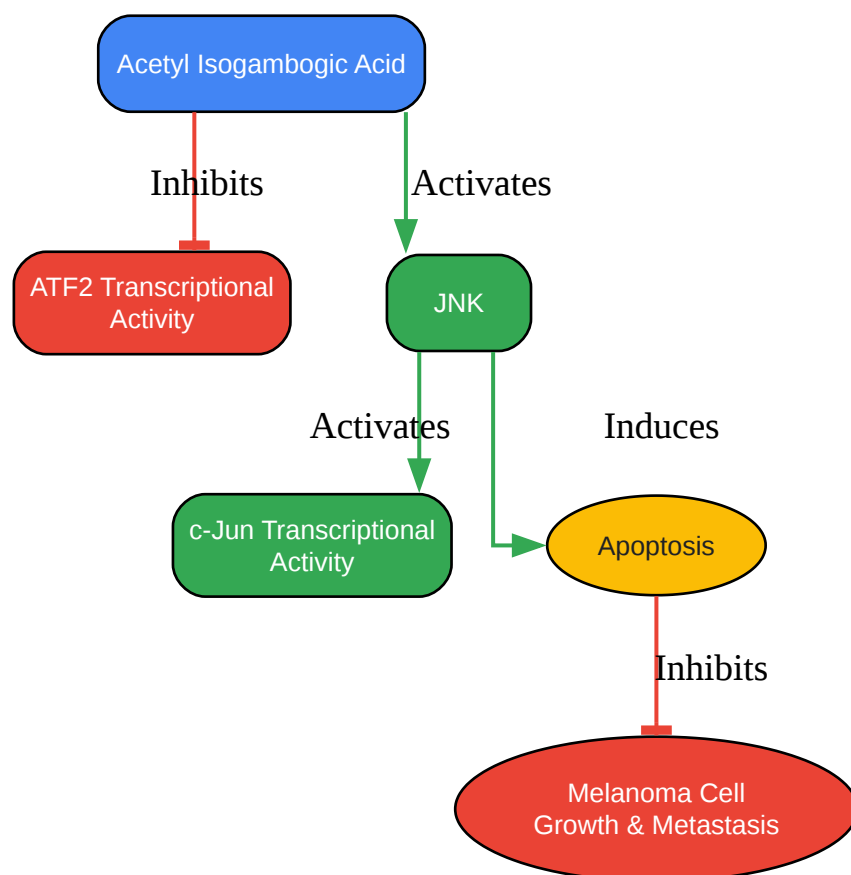 Acetyl Isogambogic Acid
Inhibits
Activates
ATF2 Transcriptional
Activity
JNK
Activates
Induces
c-Jun Transcriptional
Activity
Apoptosis
Inhibits
Melanoma Cell
Growth & Metastasis